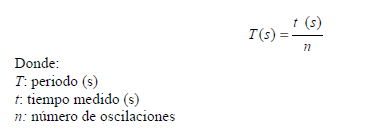 T(s) = t (s) / n
Donde:
T: periodo (s)
t: tiempo medido (s)
n: número de oscilaciones